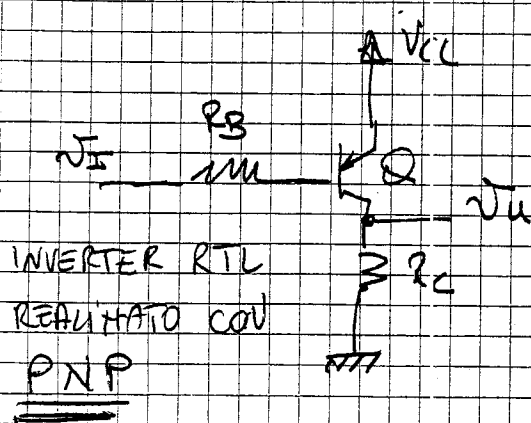 VCC
RB
VI
Q
Vu
RC
INVERTER RTL
REALIZZATO CON
PNP